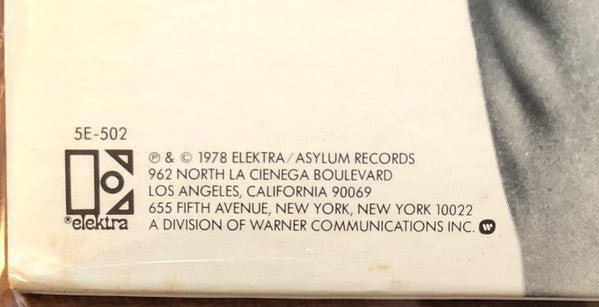 5E-502
℗ & © 1978 ELEKTRA/ASYLUM RECORDS
962 NORTH LA CIENEGA BOULEVARD
LOS ANGELES, CALIFORNIA 90069
655 FIFTH AVENUE, NEW YORK, NEW YORK 10022
® elektra
A DIVISION OF WARNER COMMUNICATIONS INC.